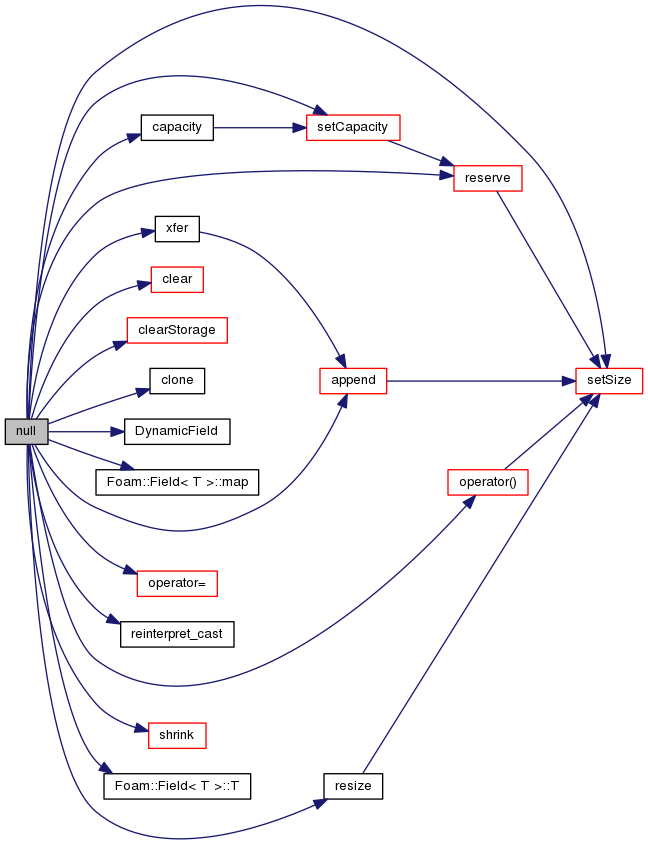 capacity
setCapacity
reserve
xfer
clear
clearStorage
clone
append
setSize
null
DynamicField
Foam::Field< T >::map
operator()
operator=
reinterpret_cast
shrink
Foam::Field< T >::T
resize